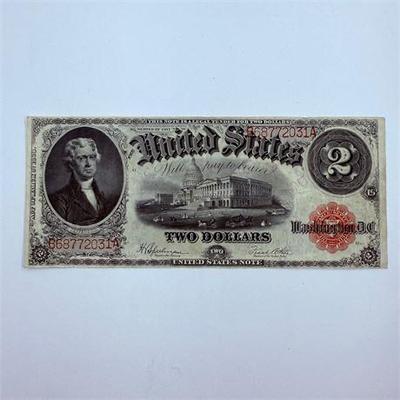 THIS NOTE IS A LEGAL TENDER FOR TWO DOLLARS
B68772031A
United States
Will pay to bearer
2
B68772031A
TWO DOLLARS
Washington, D.C.
TWO
UNITED STATES NOTE